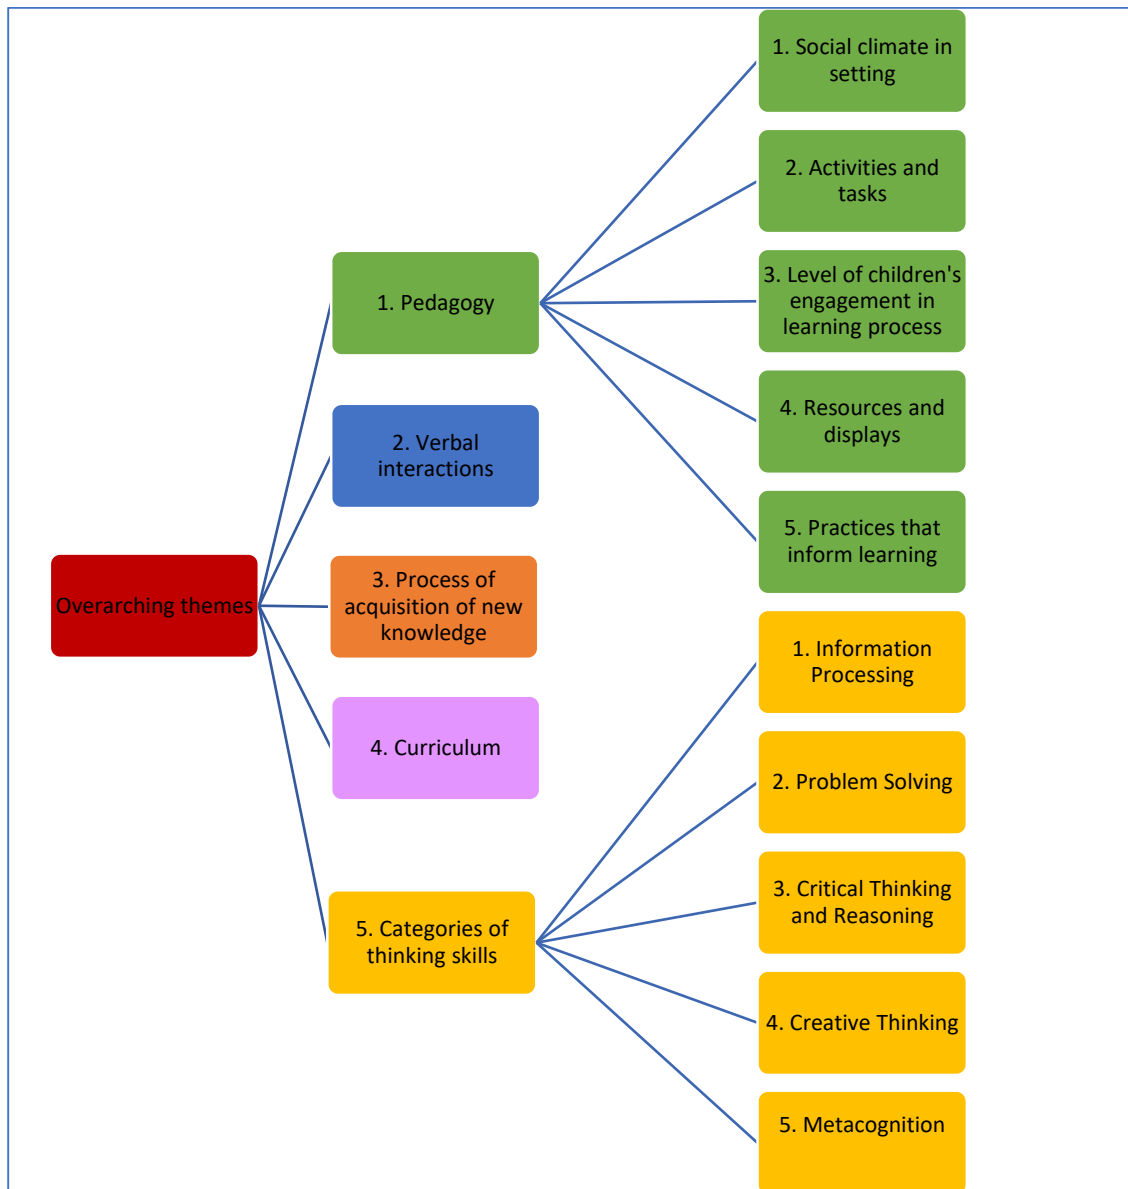 Overarching themes
1. Pedagogy
2. Verbal
interactions
3. Process of
acquisition of new
knowledge
4. Curriculum
5. Categories of
thinking skills
1. Social climate in
setting
2. Activities and
tasks
3. Level of children's
engagement in
learning process
4. Resources and
displays
5. Practices that
inform learning
1. Information
Processing
2. Problem Solving
3. Critical Thinking
and Reasoning
4. Creative Thinking
5. Metacognition